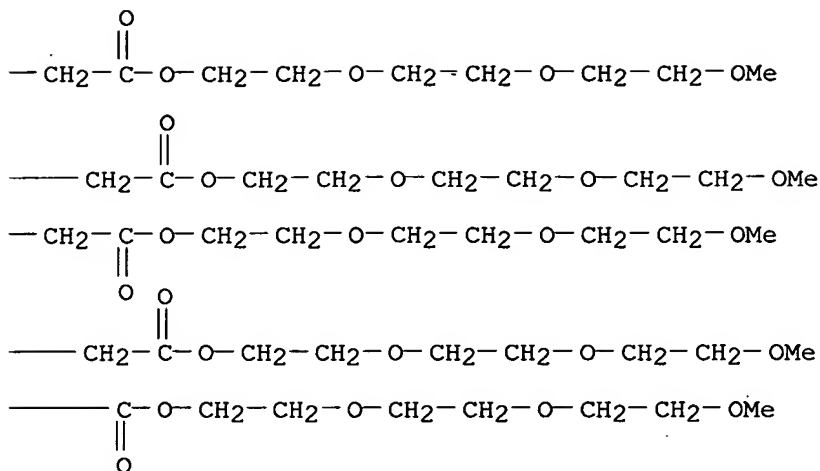 O
||
— CH2 — C — O — CH2 — CH2 — O — CH2 — CH2 — O — CH2 — CH2 — OMe
O
||
— CH2 — C — O — CH2 — CH2 — O — CH2 — CH2 — O — CH2 — CH2 — OMe
— CH2 — C — O — CH2 — CH2 — O — CH2 — CH2 — O — CH2 — CH2 — OMe
||
O
O
||
— CH2 — C — O — CH2 — CH2 — O — CH2 — CH2 — O — CH2 — CH2 — OMe
— C — O — CH2 — CH2 — O — CH2 — CH2 — O — CH2 — CH2 — OMe
||
O